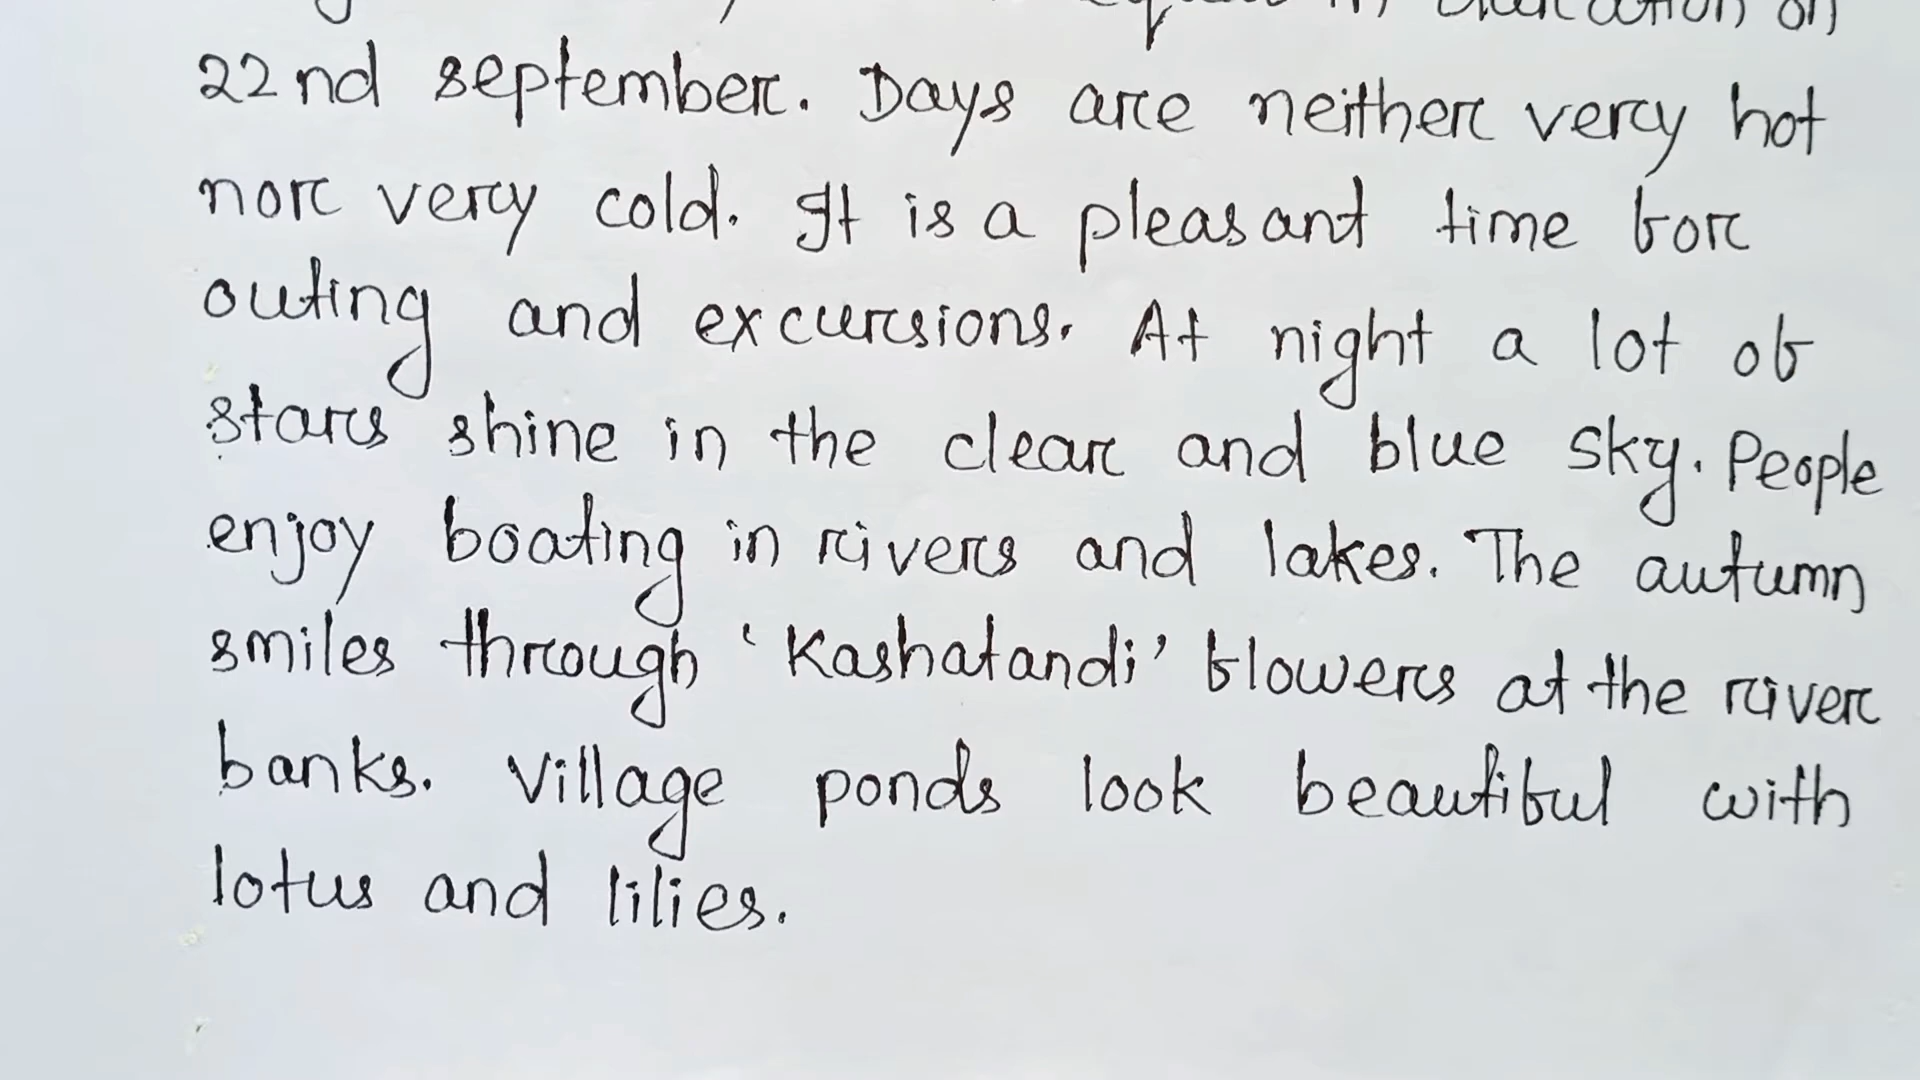 on
22nd september. Days are neither very hot
nor very cold. It is a pleasant time for
outing and excursions. At night a lot of
stars shine in the clear and blue sky. People
enjoy boating in rivers and lakes. The autumn
smiles through 'Kashatandi' flowers at the river
banks. Village ponds look beautiful with
lotus and lilies.